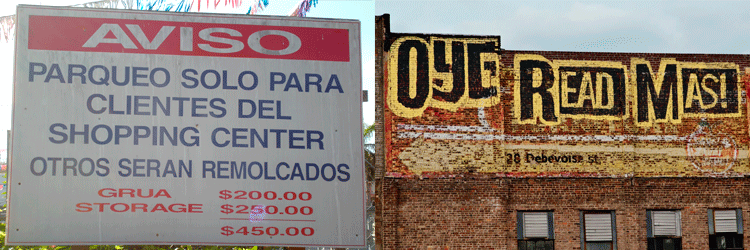 AVISO
PARQUEO SOLO PARA
CLIENTES DEL
SHOPPING CENTER
OTROS SERAN REMOLCADOS
GRUA $200.00
STORAGE $250.00
$450.00
Oye Read Mas!
28 Debevoise st